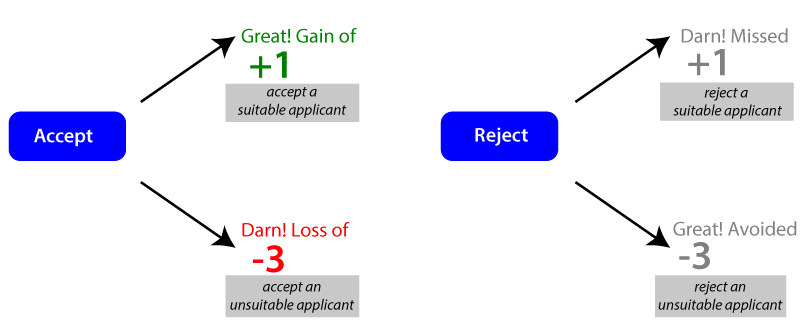 Great! Gain of
+1
accept a
suitable applicant
Accept
Darn! Loss of
-3
accept an
unsuitable applicant
Darn! Missed
+1
reject a
suitable applicant
Reject
Great! Avoided
-3
reject an
unsuitable applicant